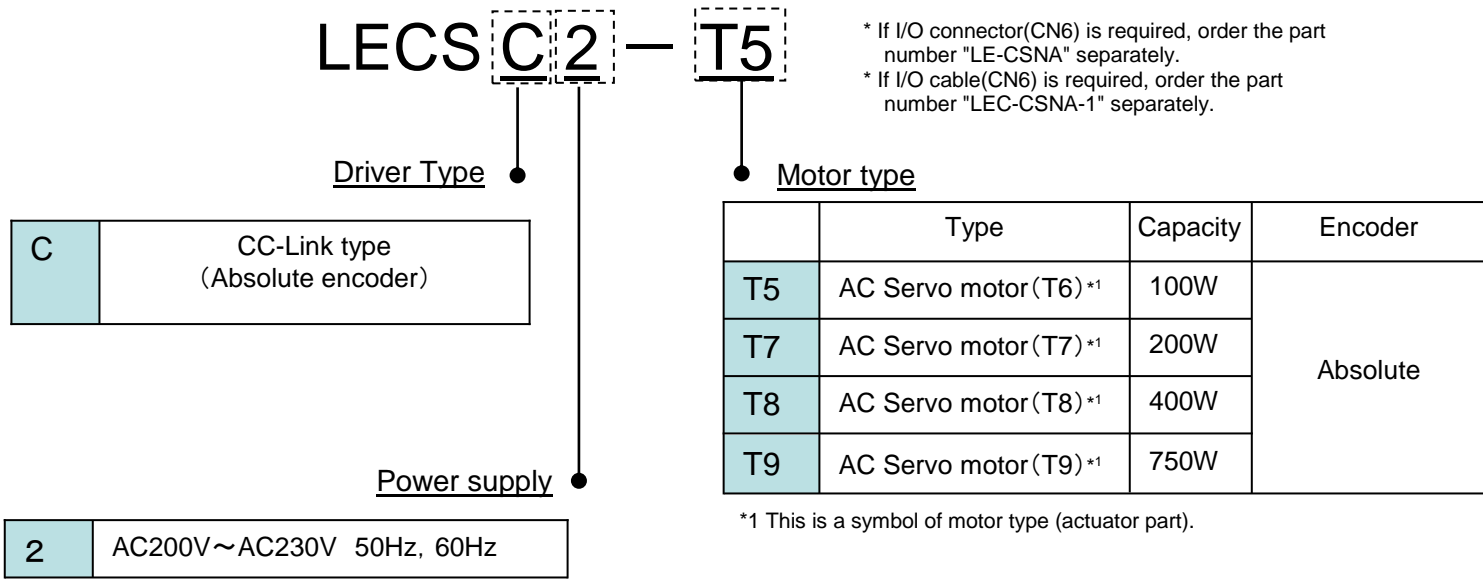 LECS C 2 － T5
* If I/O connector(CN6) is required, order the part
number "LE-CSNA" separately.
* If I/O cable(CN6) is required, order the part
number "LEC-CSNA-1" separately.
Driver Type
C CC-Link type
（Absolute encoder）
Power supply
2 AC200V～AC230V 50Hz, 60Hz
Motor type
Type Capacity Encoder
T5 AC Servo motor（T6）*1 100W
T7 AC Servo motor（T7）*1 200W
Absolute
T8 AC Servo motor（T8）*1 400W
T9 AC Servo motor（T9）*1 750W
*1 This is a symbol of motor type (actuator part).